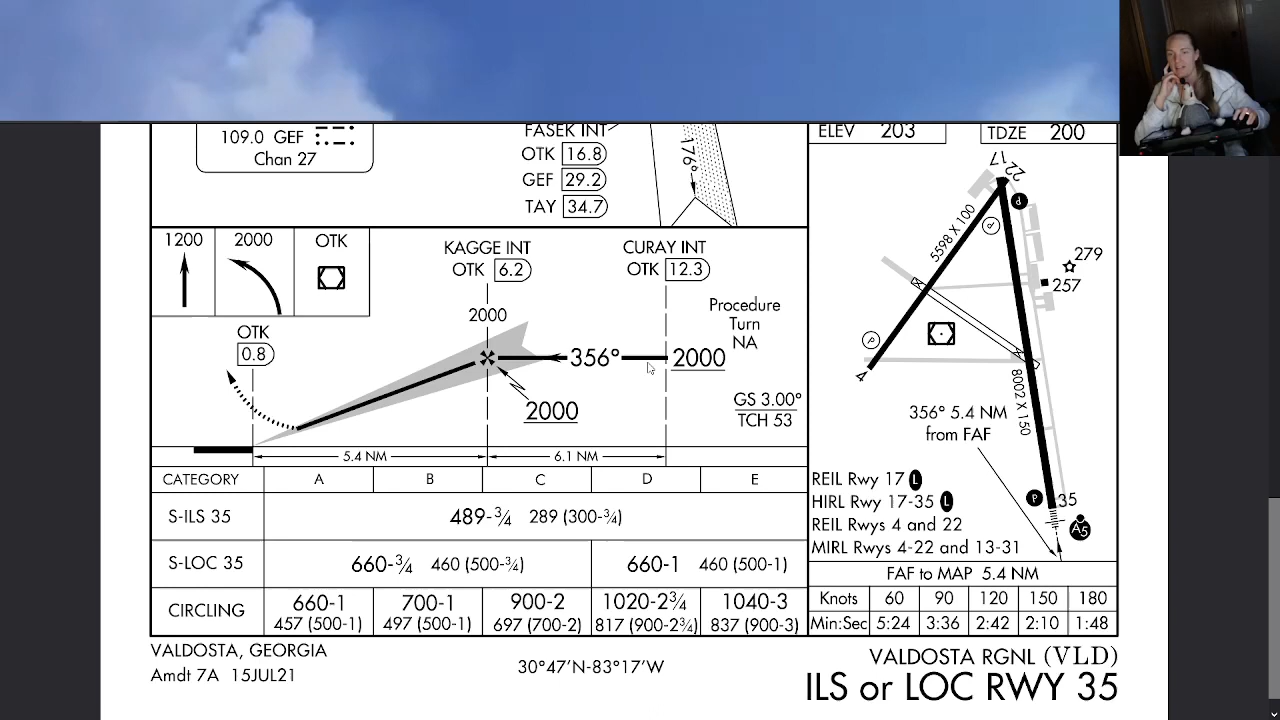 109.0 GEF
Chan 27
FASEK INT
OTK 16.8
GEF 29.2
TAY 34.7
176°
ELEV 203
TDZE 200
1200
2000
OTK
KAGGE INT
OTK 6.2
CURAY INT
OTK 12.3
2000
Procedure
Turn
NA
OTK
0.8
356°
2000
2000
GS 3.00°
TCH 53
5.4 NM
6.1 NM
17
22
P
P
5598 X 100
279
257
P
4
8002 X 150
356° 5.4 NM
from FAF
P
35
A5
REIL Rwy 17 L
HIRL Rwy 17-35 L
REIL Rwys 4 and 22
MIRL Rwys 4-22 and 13-31
CATEGORY A B C D E
S-ILS 35 489-¾ 289 (300-¾)
S-LOC 35 660-¾ 460 (500-¾) 660-1 460 (500-1)
CIRCLING 660-1 700-1 900-2 1020-2¾ 1040-3
457 (500-1) 497 (500-1) 697 (700-2) 817 (900-2¾) 837 (900-3)
FAF to MAP 5.4 NM
Knots 60 90 120 150 180
Min:Sec 5:24 3:36 2:42 2:10 1:48
VALDOSTA, GEORGIA
Amdt 7A 15JUL21
30°47'N-83°17'W
VALDOSTA RGNL (VLD)
ILS or LOC RWY 35